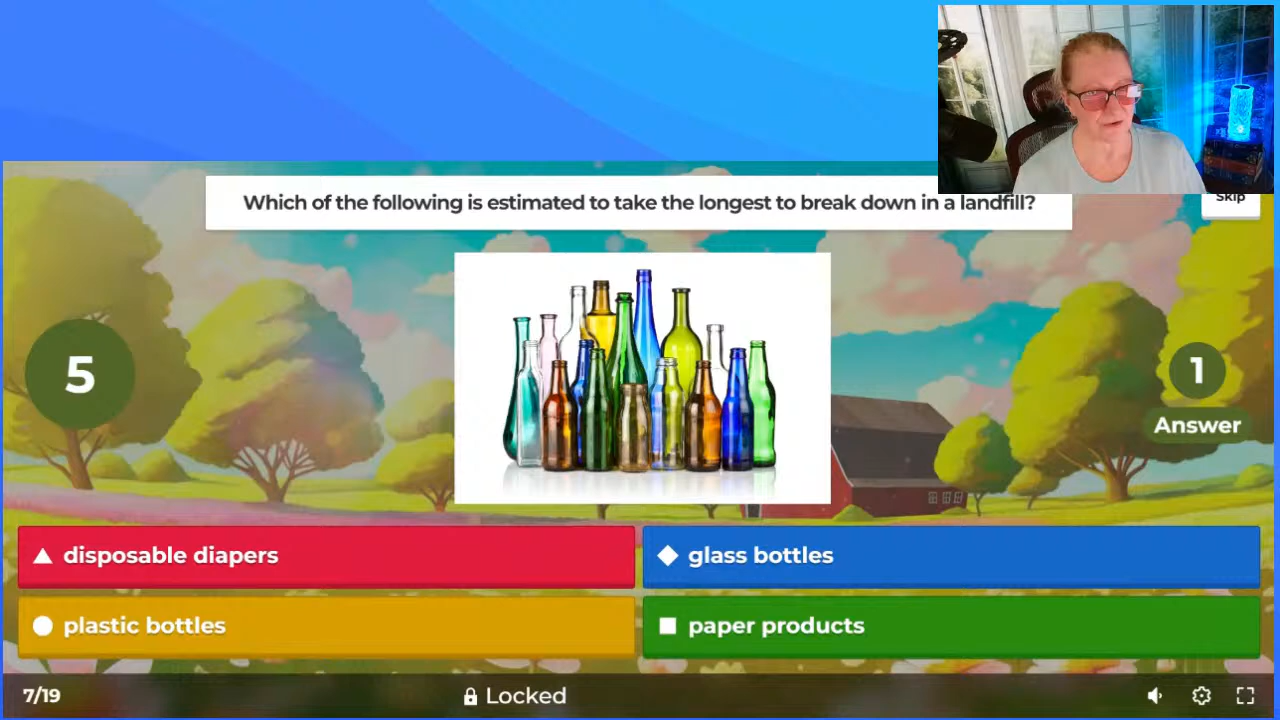 Which of the following is estimated to take the longest to break down in a landfill?
Skip
5
1
Answer
disposable diapers
glass bottles
plastic bottles
paper products
7/19
Locked